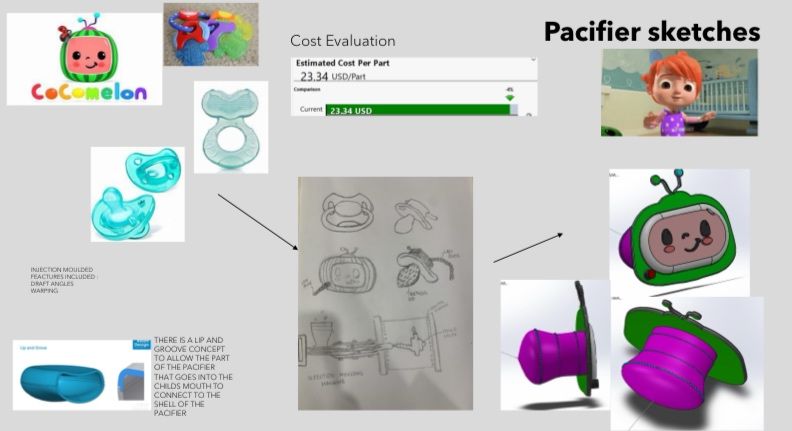 Pacifier sketches
CoComelon
Cost Evaluation
Estimated Cost Per Part
23.34 USD/Part
Comparison
Current
23.34 USD
INJECTION MOULDED
FEACTURES INCLUDED :
DRAFT ANGLES
WARPING
Lip and Groove
THERE IS A LIP AND
GROOVE CONCEPT
TO ALLOW THE PART
OF THE PACIFIER
THAT GOES INTO THE
CHILDS MOUTH TO
CONNECT TO THE
SHELL OF THE
PACIFIER
INJECTION MOULDING
MACHINE